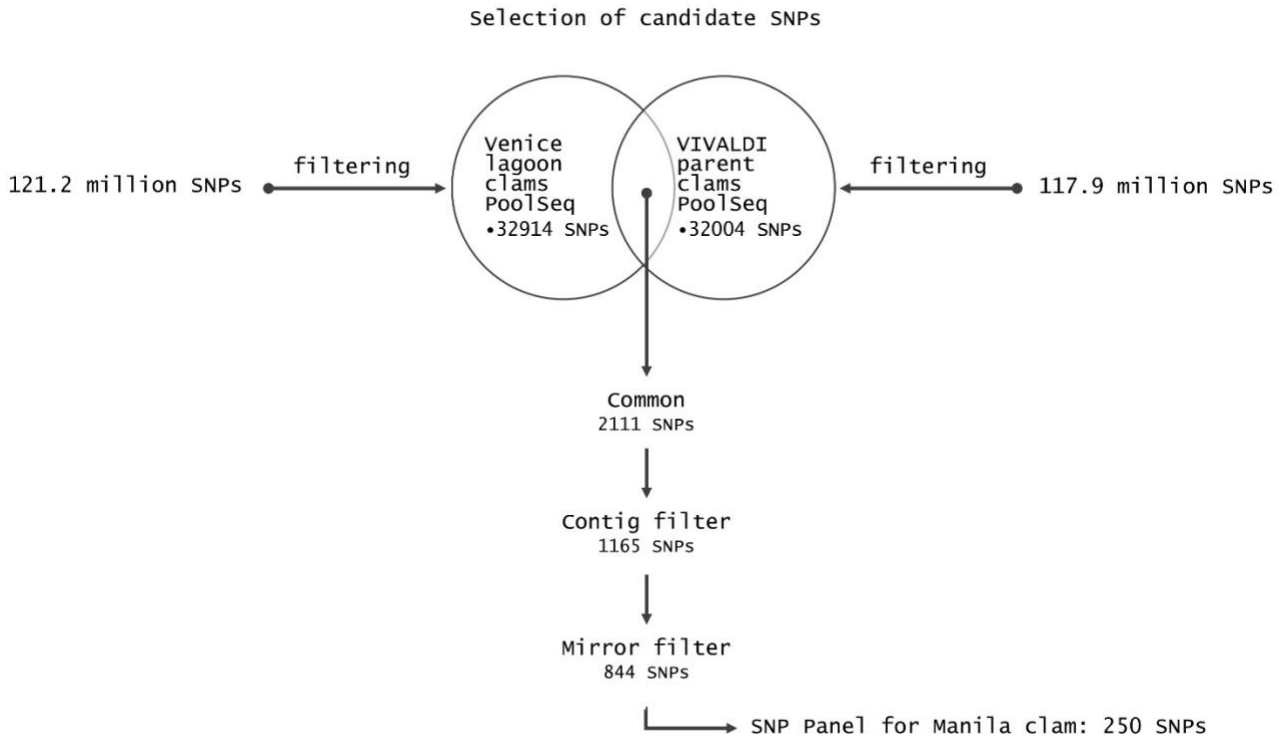 Selection of candidate SNPs
121.2 million SNPs
filtering
Venice
lagoon
clams
PoolSeq
•32914 SNPs
VIVALDI
parent
clams
PoolSeq
•32004 SNPs
filtering
117.9 million SNPs
Common
2111 SNPs
Contig filter
1165 SNPs
Mirror filter
844 SNPs
SNP Panel for Manila clam: 250 SNPs